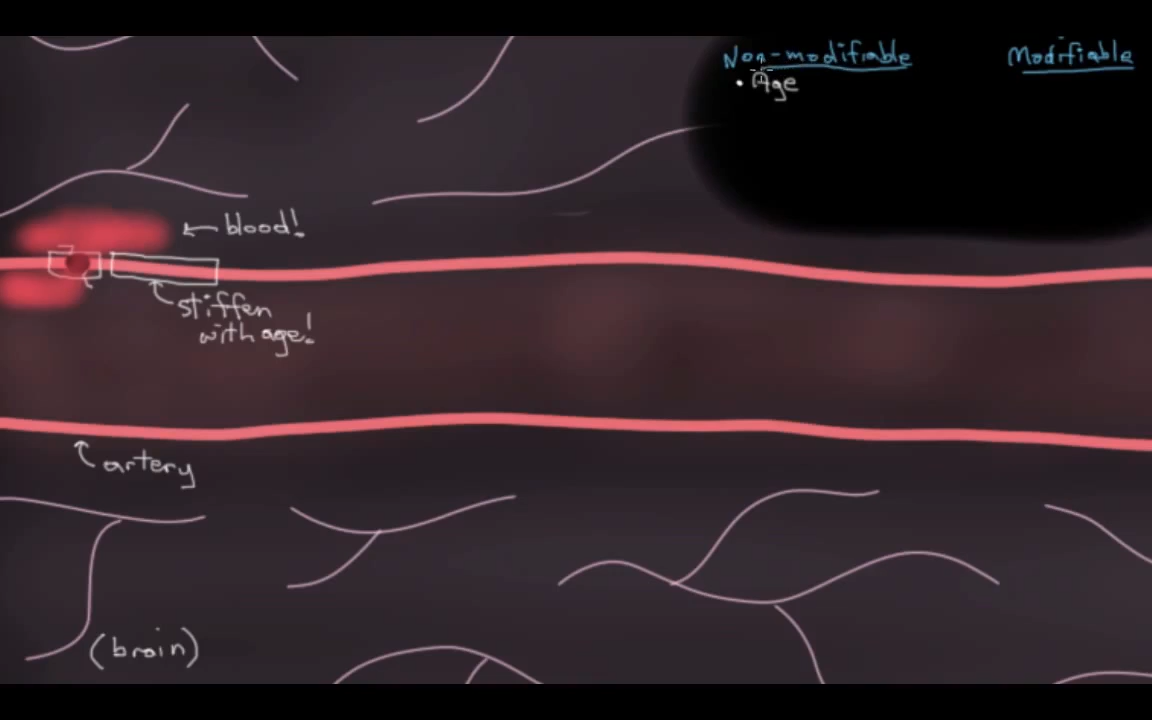 Non-modifiable
Modifiable
• Age
← blood!
stiffen
with age!
artery
(brain)